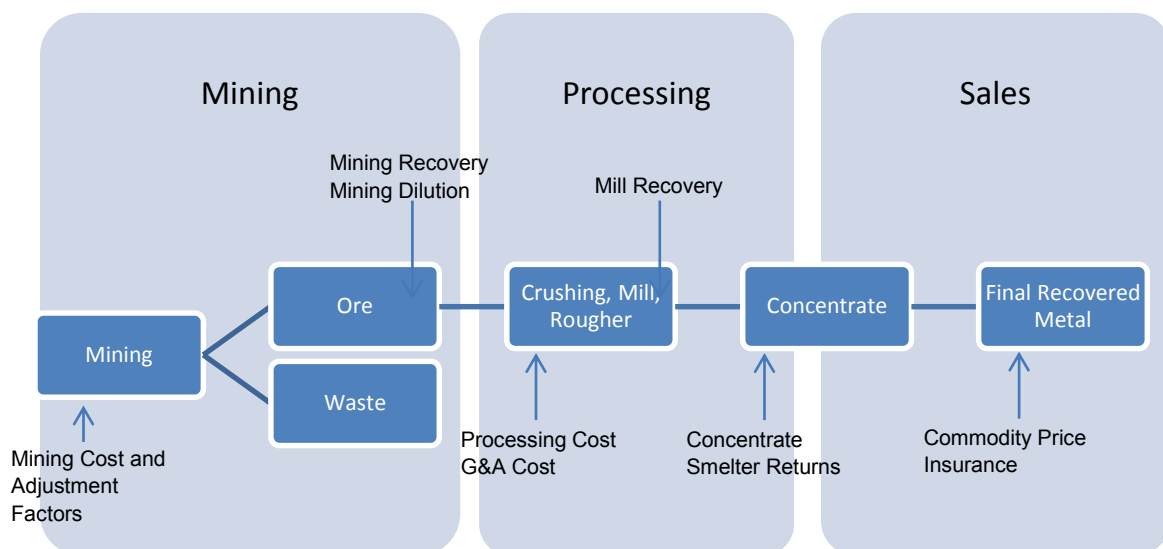 Mining
Processing
Sales
Mining Recovery
Mining Dilution
Mill Recovery
Ore
Crushing, Mill,
Rougher
Concentrate
Final Recovered
Metal
Mining
Waste
Mining Cost and
Adjustment
Factors
Processing Cost
G&A Cost
Concentrate
Smelter Returns
Commodity Price
Insurance